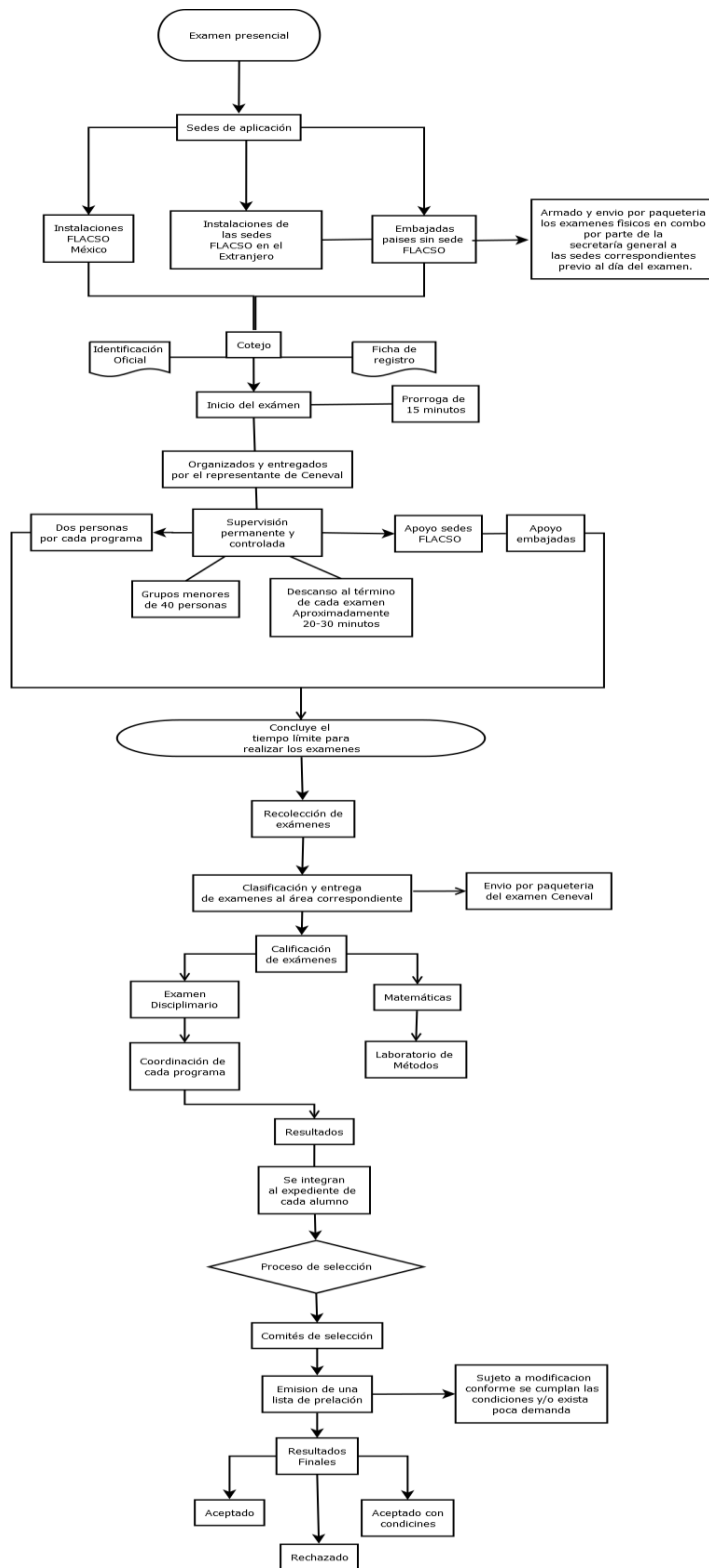 Examen presencial
Sedes de aplicación
Instalaciones
FLACSO
México
Instalaciones de
las sedes
FLACSO en el
Extranjero
Embajadas
paises sin sede
FLACSO
Armado y envio por paqueteria
los examenes fisicos en combo
por parte de la
secretaría general a
las sedes correspondientes
previo al día del examen.
Cotejo
Identificación
Oficial
Ficha de
registro
Inicio del exámen
Prorroga de
15 minutos
Organizados y entregados
por el representante de Ceneval
Dos personas
por cada programa
Supervisión
permanente y
controlada
Apoyo sedes
FLACSO
Apoyo
embajadas
Grupos menores
de 40 personas
Descanso al término
de cada examen
Aproximadamente
20-30 minutos
Concluye el
tiempo límite para
realizar los examenes
Recolección de
exámenes
Clasificación y entrega
de examenes al área correspondiente
Envio por paqueteria
del examen Ceneval
Calificación
de exámenes
Examen
Disciplimario
Matemáticas
Coordinación de
cada programa
Laboratorio de
Métodos
Resultados
Se integran
al expediente de
cada alumno
Proceso de selección
Comités de selección
Emision de una
lista de prelación
Sujeto a modificacion
conforme se cumplan las
condiciones y/o exista
poca demanda
Resultados
Finales
Aceptado
Aceptado con
condicines
Rechazado